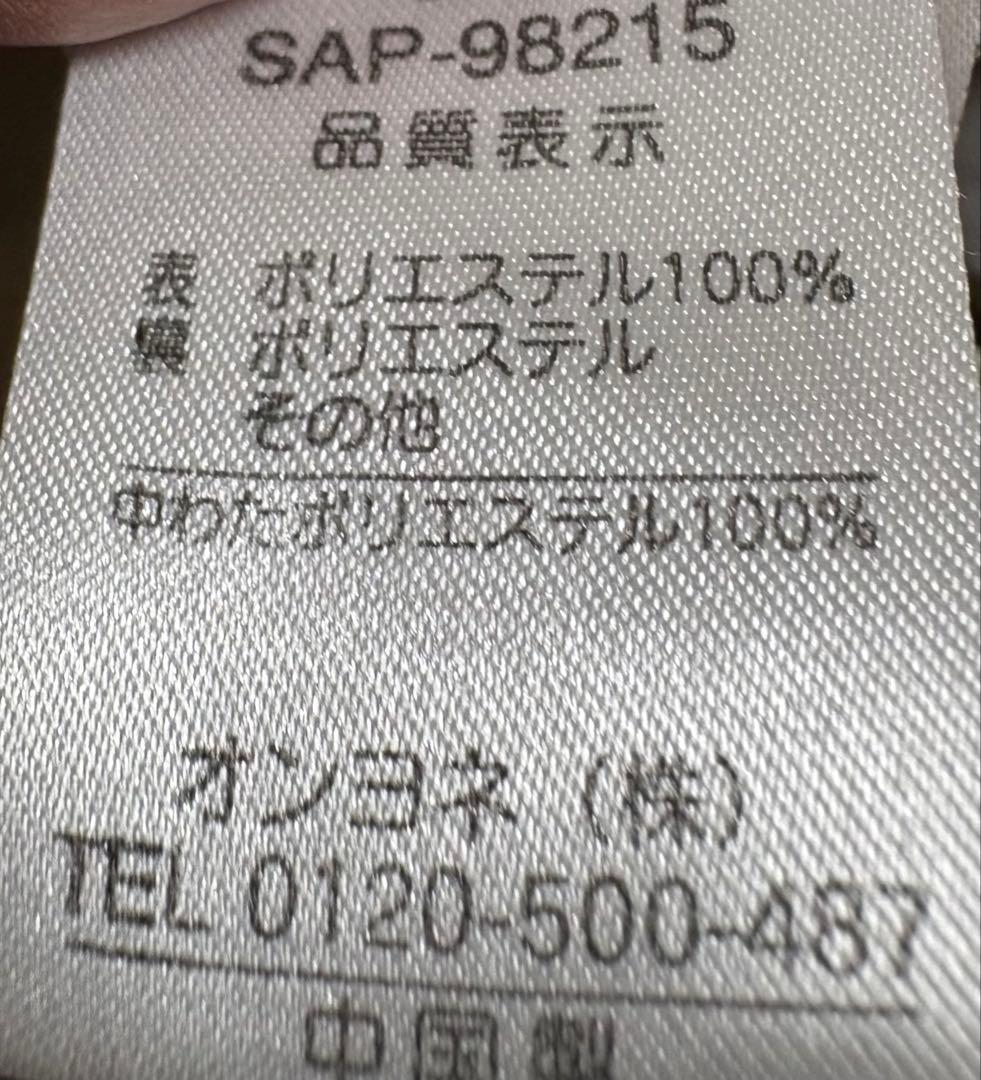 SAP-98215
品質表示
表 ポリエステル100%
裏 ポリエステル
その他
中わたポリエステル100%
オンヨネ(株)
TEL 0120-500-487
中国製